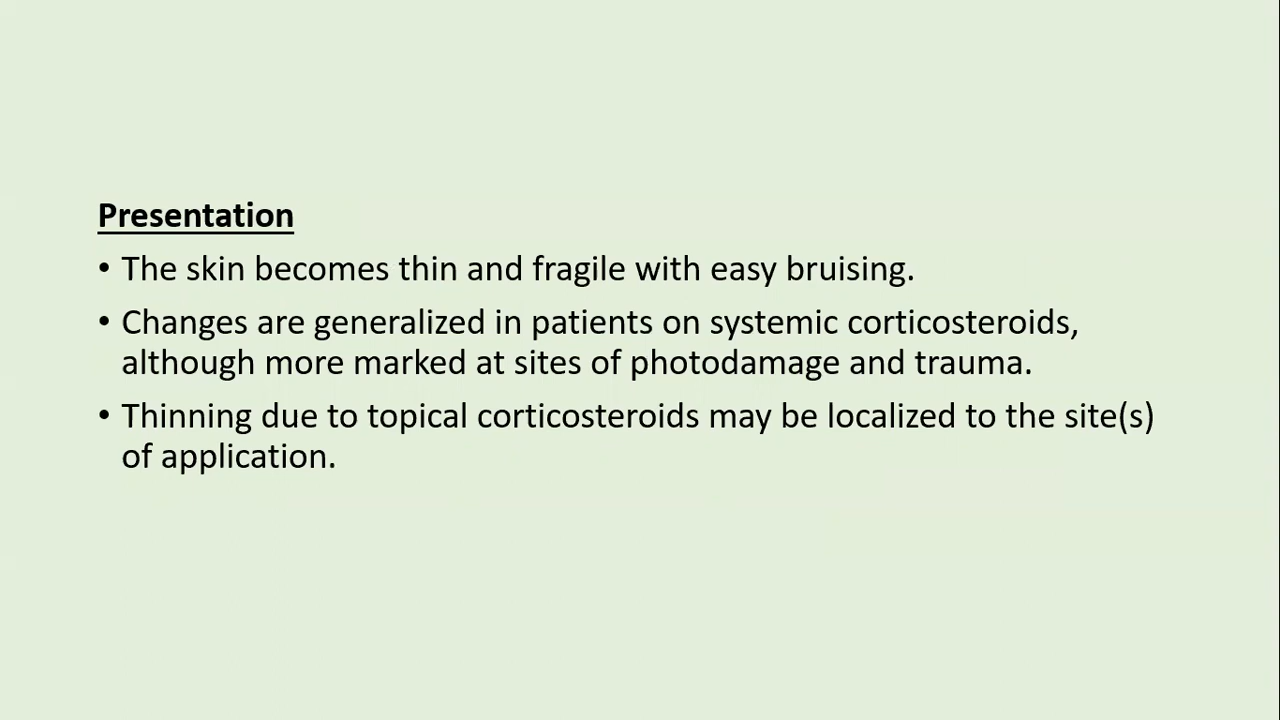 Presentation
• The skin becomes thin and fragile with easy bruising.
• Changes are generalized in patients on systemic corticosteroids,
although more marked at sites of photodamage and trauma.
• Thinning due to topical corticosteroids may be localized to the site(s)
of application.